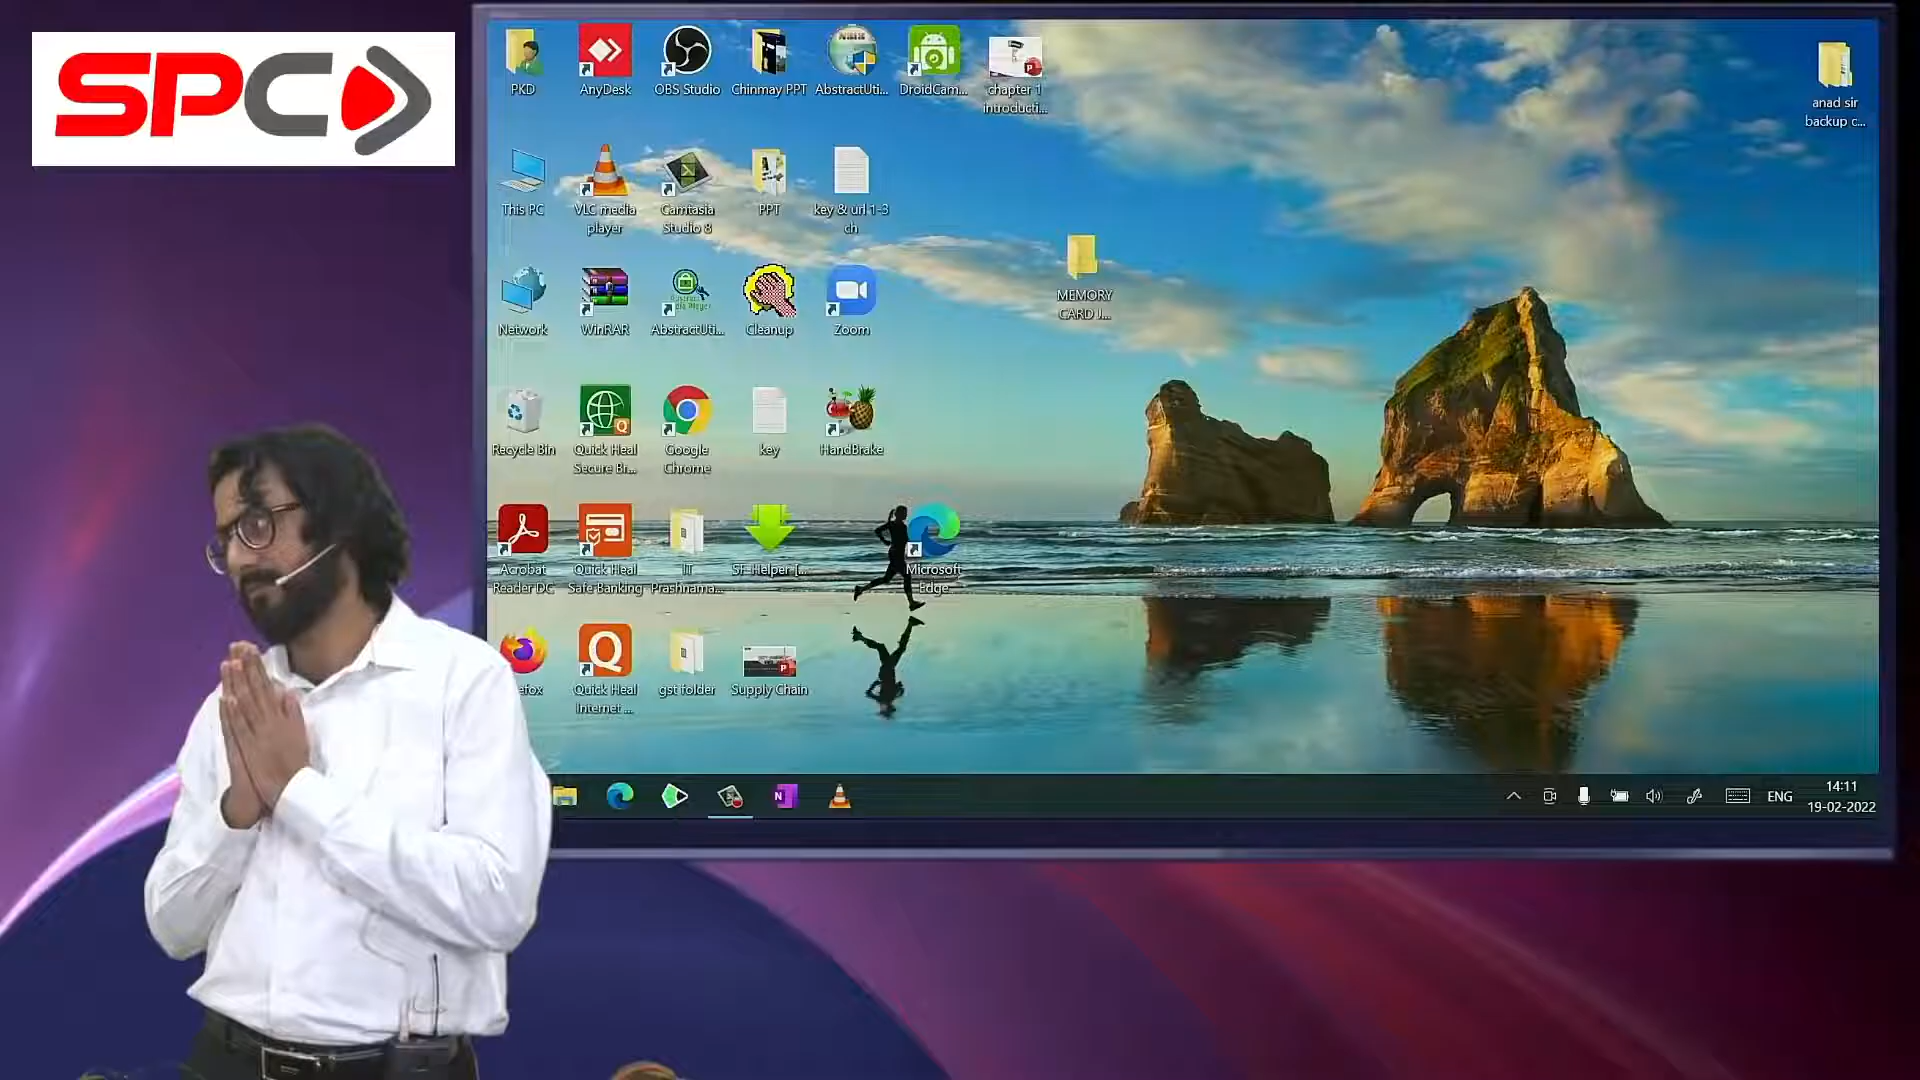 SPC
PKD
AnyDesk
OBS Studio
Chinmay PPT
AbstractUti...
DroidCam...
chapter 1
introducti...
anad sir
backup c...
This PC
VLC media
player
Camtasia
Studio 8
PPT
key & url 1-3
ch
MEMORY
CARD J...
Network
WinRAR
AbstractUti...
Cleanup
Zoom
Recycle Bin
Quick Heal
Secure Br...
Google
Chrome
key
HandBrake
Acrobat
Reader DC
Quick Heal
Safe Banking
IT
Prashnama...
SF Helper [...
Microsoft
Edge
efox
Quick Heal
Internet ...
gst folder
Supply Chain
ENG
14:11
19-02-2022